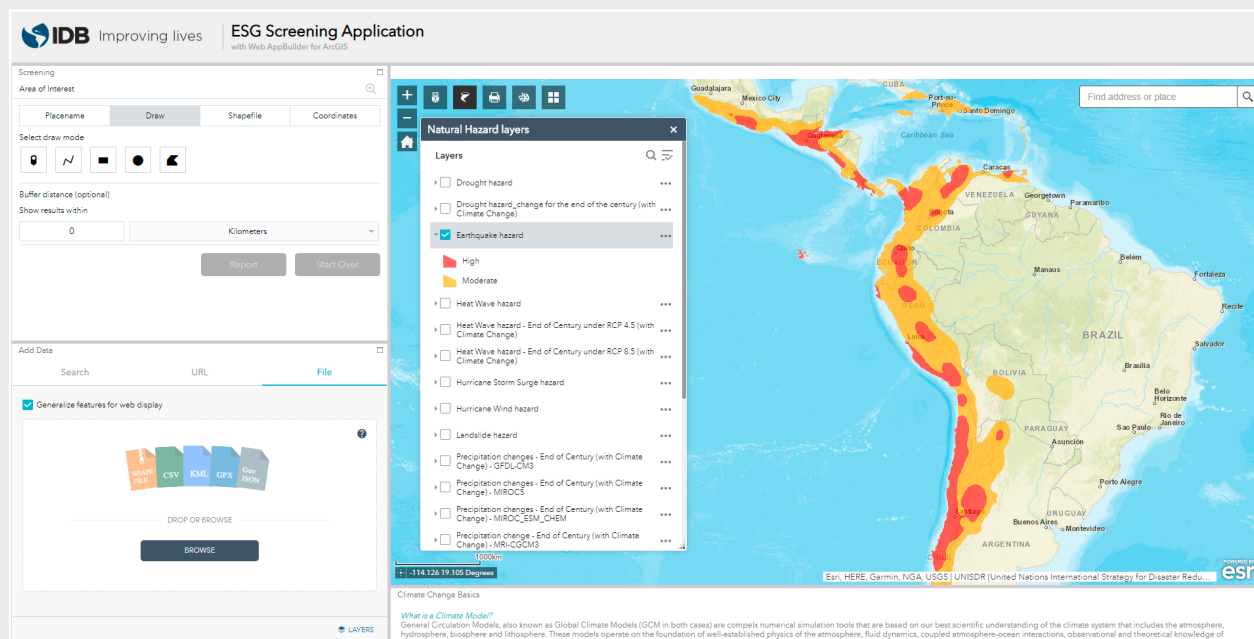 IDB Improving lives
ESG Screening Application
with Web AppBuilder for ArcGIS
Screening
Area of Interest
Placename
Draw
Shapefile
Coordinates
Select draw mode
Buffer distance (optional)
Show results within
0
Kilometers
Report
Start Over
Add Data
Search
URL
File
Generalize features for web display
SHAPE
FILE
CSV
KML
GPX
Geo
JSON
DROP OR BROWSE
BROWSE
LAYERS
Natural Hazard layers
Layers
Drought hazard
Drought hazard_change for the end of the century (with
Climate Change)
Earthquake hazard
High
Moderate
Heat Wave hazard
Heat Wave hazard - End of Century under RCP 4.5 (with
Climate Change)
Heat Wave hazard - End of Century under RCP 8.5 (with
Climate Change)
Hurricane Storm Surge hazard
Hurricane Wind hazard
Landslide hazard
Precipitation changes - End of Century (with Climate
Change) - GFDL-CM3
Precipitation changes - End of Century (with Climate
Change) - MIROC5
Precipitation changes - End of Century (with Climate
Change) - MIROC_ESM_CHEM
Precipitation change - End of Century (with Climate
Change) - MRI-CGCM3
1000km
-114.126 19.105 Degrees
Find address or place
Guadalajara
Mexico City
CUBA
Port-au-
Prince
Santo Domingo
Guatemala
Caribbean Sea
Caracas
VENEZUELA
Georgetown
Paramaribo
GUYANA
Bogota
COLOMBIA
Quito
ECUADOR
Belém
Manaus
Fortaleza
PERU
Recife
Lima
BRAZIL
Salvador
BOLIVIA
Brasília
Belo
Horizonte
Rio de
Janeiro
PARAGUAY
Sao Paulo
Asunción
Porto Alegre
Santiago
URUGUAY
Buenos Aires
Montevideo
ARGENTINA
CHILE
Esri, HERE, Garmin, NGA, USGS | UNISDR (United Nations International Strategy for Disaster Redu...
POWERED BY
esri
Climate Change Basics
What is a Climate Model?
General Circulation Models, also known as Global Climate Models (GCM in both cases) are compelx numerical simulation tools that are based on our best scientific understanding of the climate system that includes the atmosphere,
hydrosphere, biosphere and lithosphere. These models operate on the foundation of well-established physics of the atmosphere, fluid dynamics, coupled atmosphere-ocean interactions, observational and theoretical knowledge of